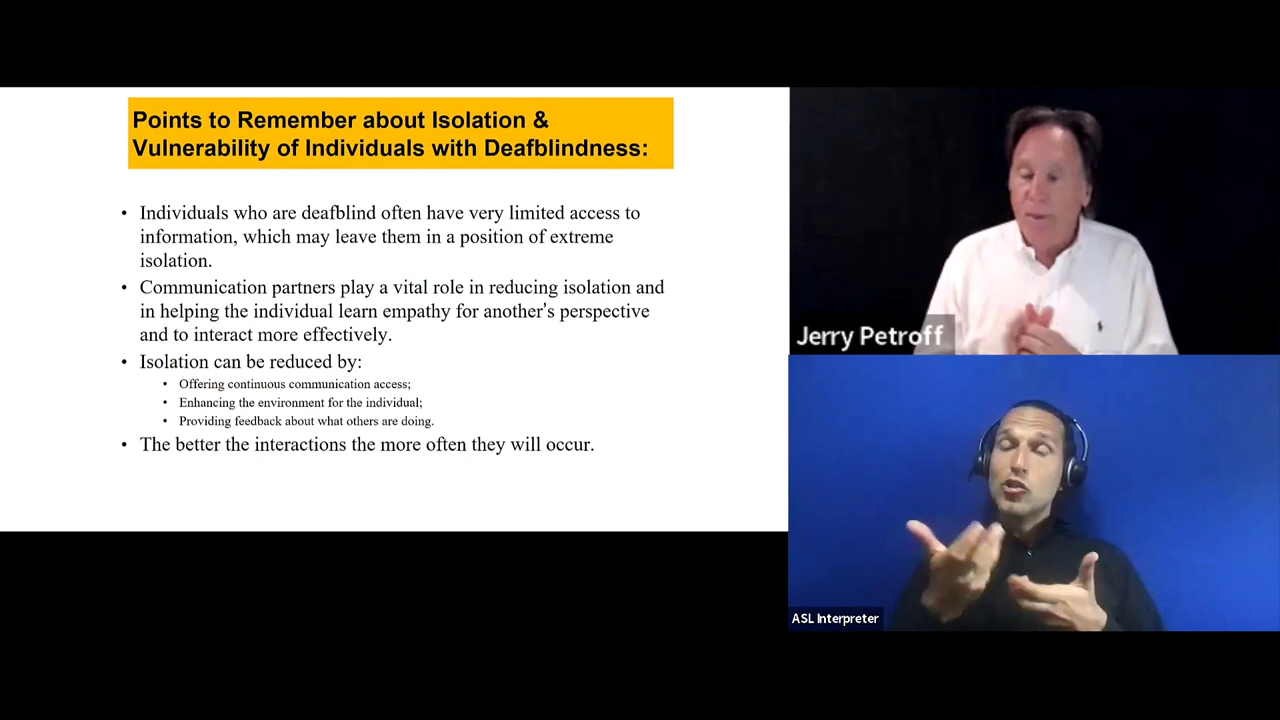 Points to Remember about Isolation &
Vulnerability of Individuals with Deafblindness:
• Individuals who are deafblind often have very limited access to
information, which may leave them in a position of extreme
isolation.
• Communication partners play a vital role in reducing isolation and
in helping the individual learn empathy for another's perspective
and to interact more effectively.
• Isolation can be reduced by:
• Offering continuous communication access;
• Enhancing the environment for the individual;
• Providing feedback about what others are doing.
• The better the interactions the more often they will occur.
Jerry Petroff
ASL Interpreter